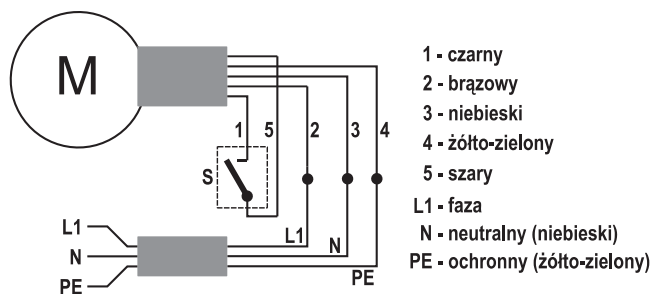 M
1 - czarny
2 - brązowy
3 - niebieski
4 - żółto-zielony
5 - szary
L1 - faza
N - neutralny (niebieski)
PE - ochronny (żółto-zielony)
1 5 2 3 4
S
L1
N
PE
L1
N
PE